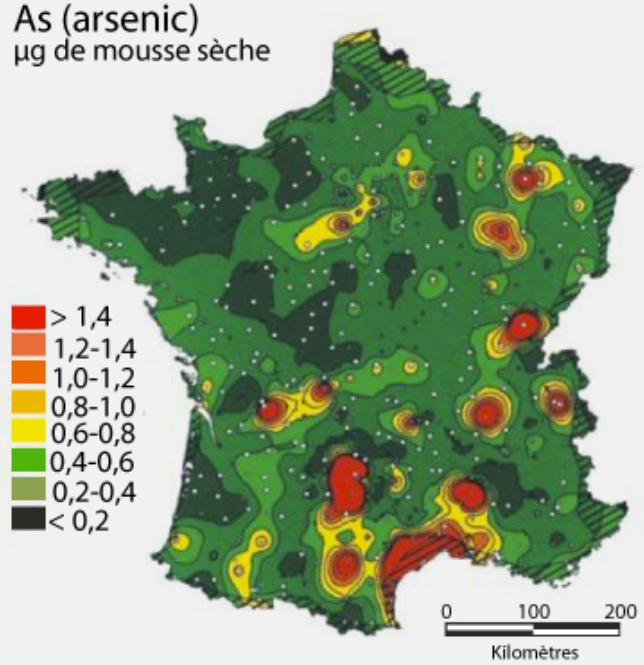 As (arsenic)
µg de mousse sèche
> 1,4
1,2-1,4
1,0-1,2
0,8-1,0
0,6-0,8
0,4-0,6
0,2-0,4
< 0,2
0 100 200
Kilomètres